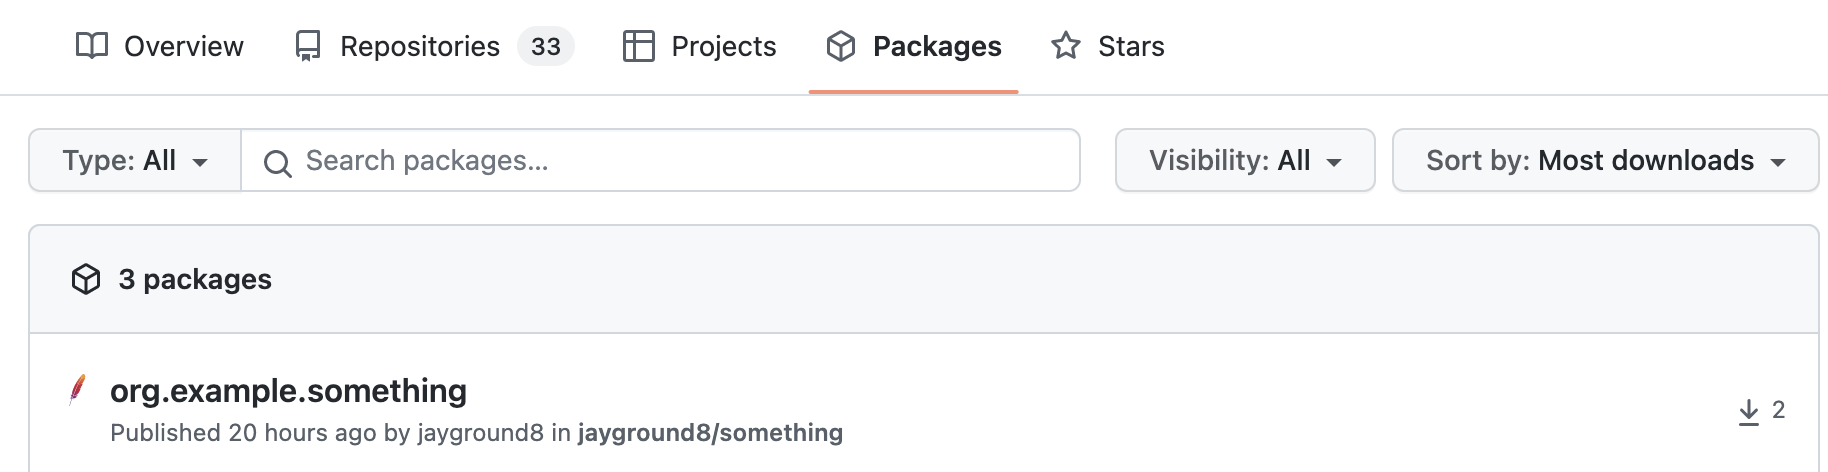 Overview Repositories 33 Projects Packages Stars
Type: All Search packages... Visibility: All Sort by: Most downloads
3 packages
org.example.something
Published 20 hours ago by jayground8 in jayground8/something 2